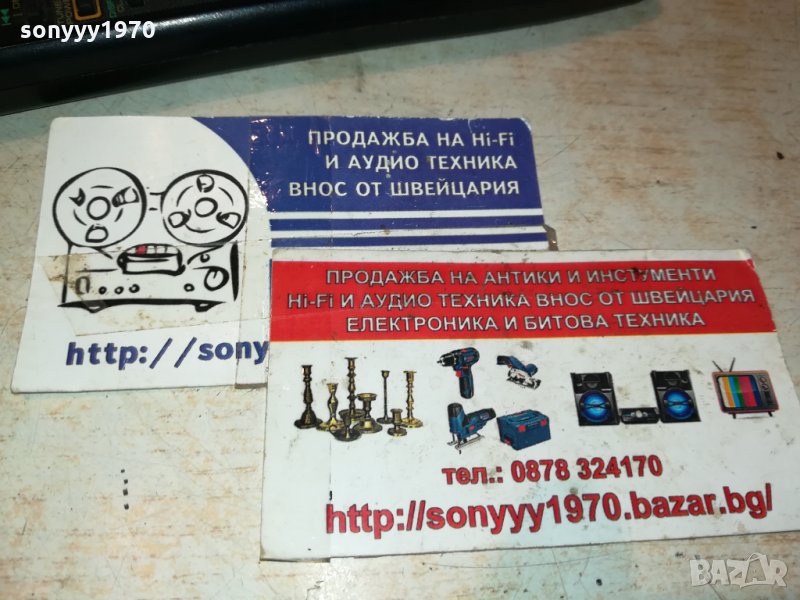 sonyyy1970
ПРОДАЖБА НА Hi-Fi
И АУДИО ТЕХНИКА
ВНОС ОТ ШВЕЙЦАРИЯ
http://sony
ПРОДАЖБА НА АНТИКИ И ИНСТУМЕНТИ
Hi-Fi И АУДИО ТЕХНИКА ВНОС ОТ ШВЕЙЦАРИЯ
ЕЛЕКТРОНИКА И БИТОВА ТЕХНИКА
тел.: 0878 324170
http://sonyyy1970.bazar.bg/
BAZAR